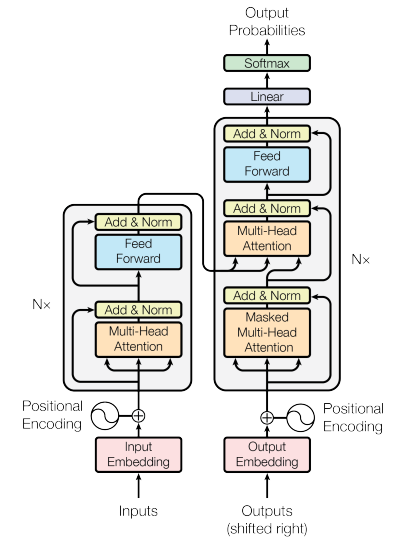 Output
Probabilities
Softmax
Linear
Add & Norm
Feed
Forward
Add & Norm
Multi-Head
Attention
Add & Norm
Masked
Multi-Head
Attention
N×
Positional
Encoding
Output
Embedding
Outputs
(shifted right)
Add & Norm
Feed
Forward
Add & Norm
Multi-Head
Attention
N×
Positional
Encoding
Input
Embedding
Inputs